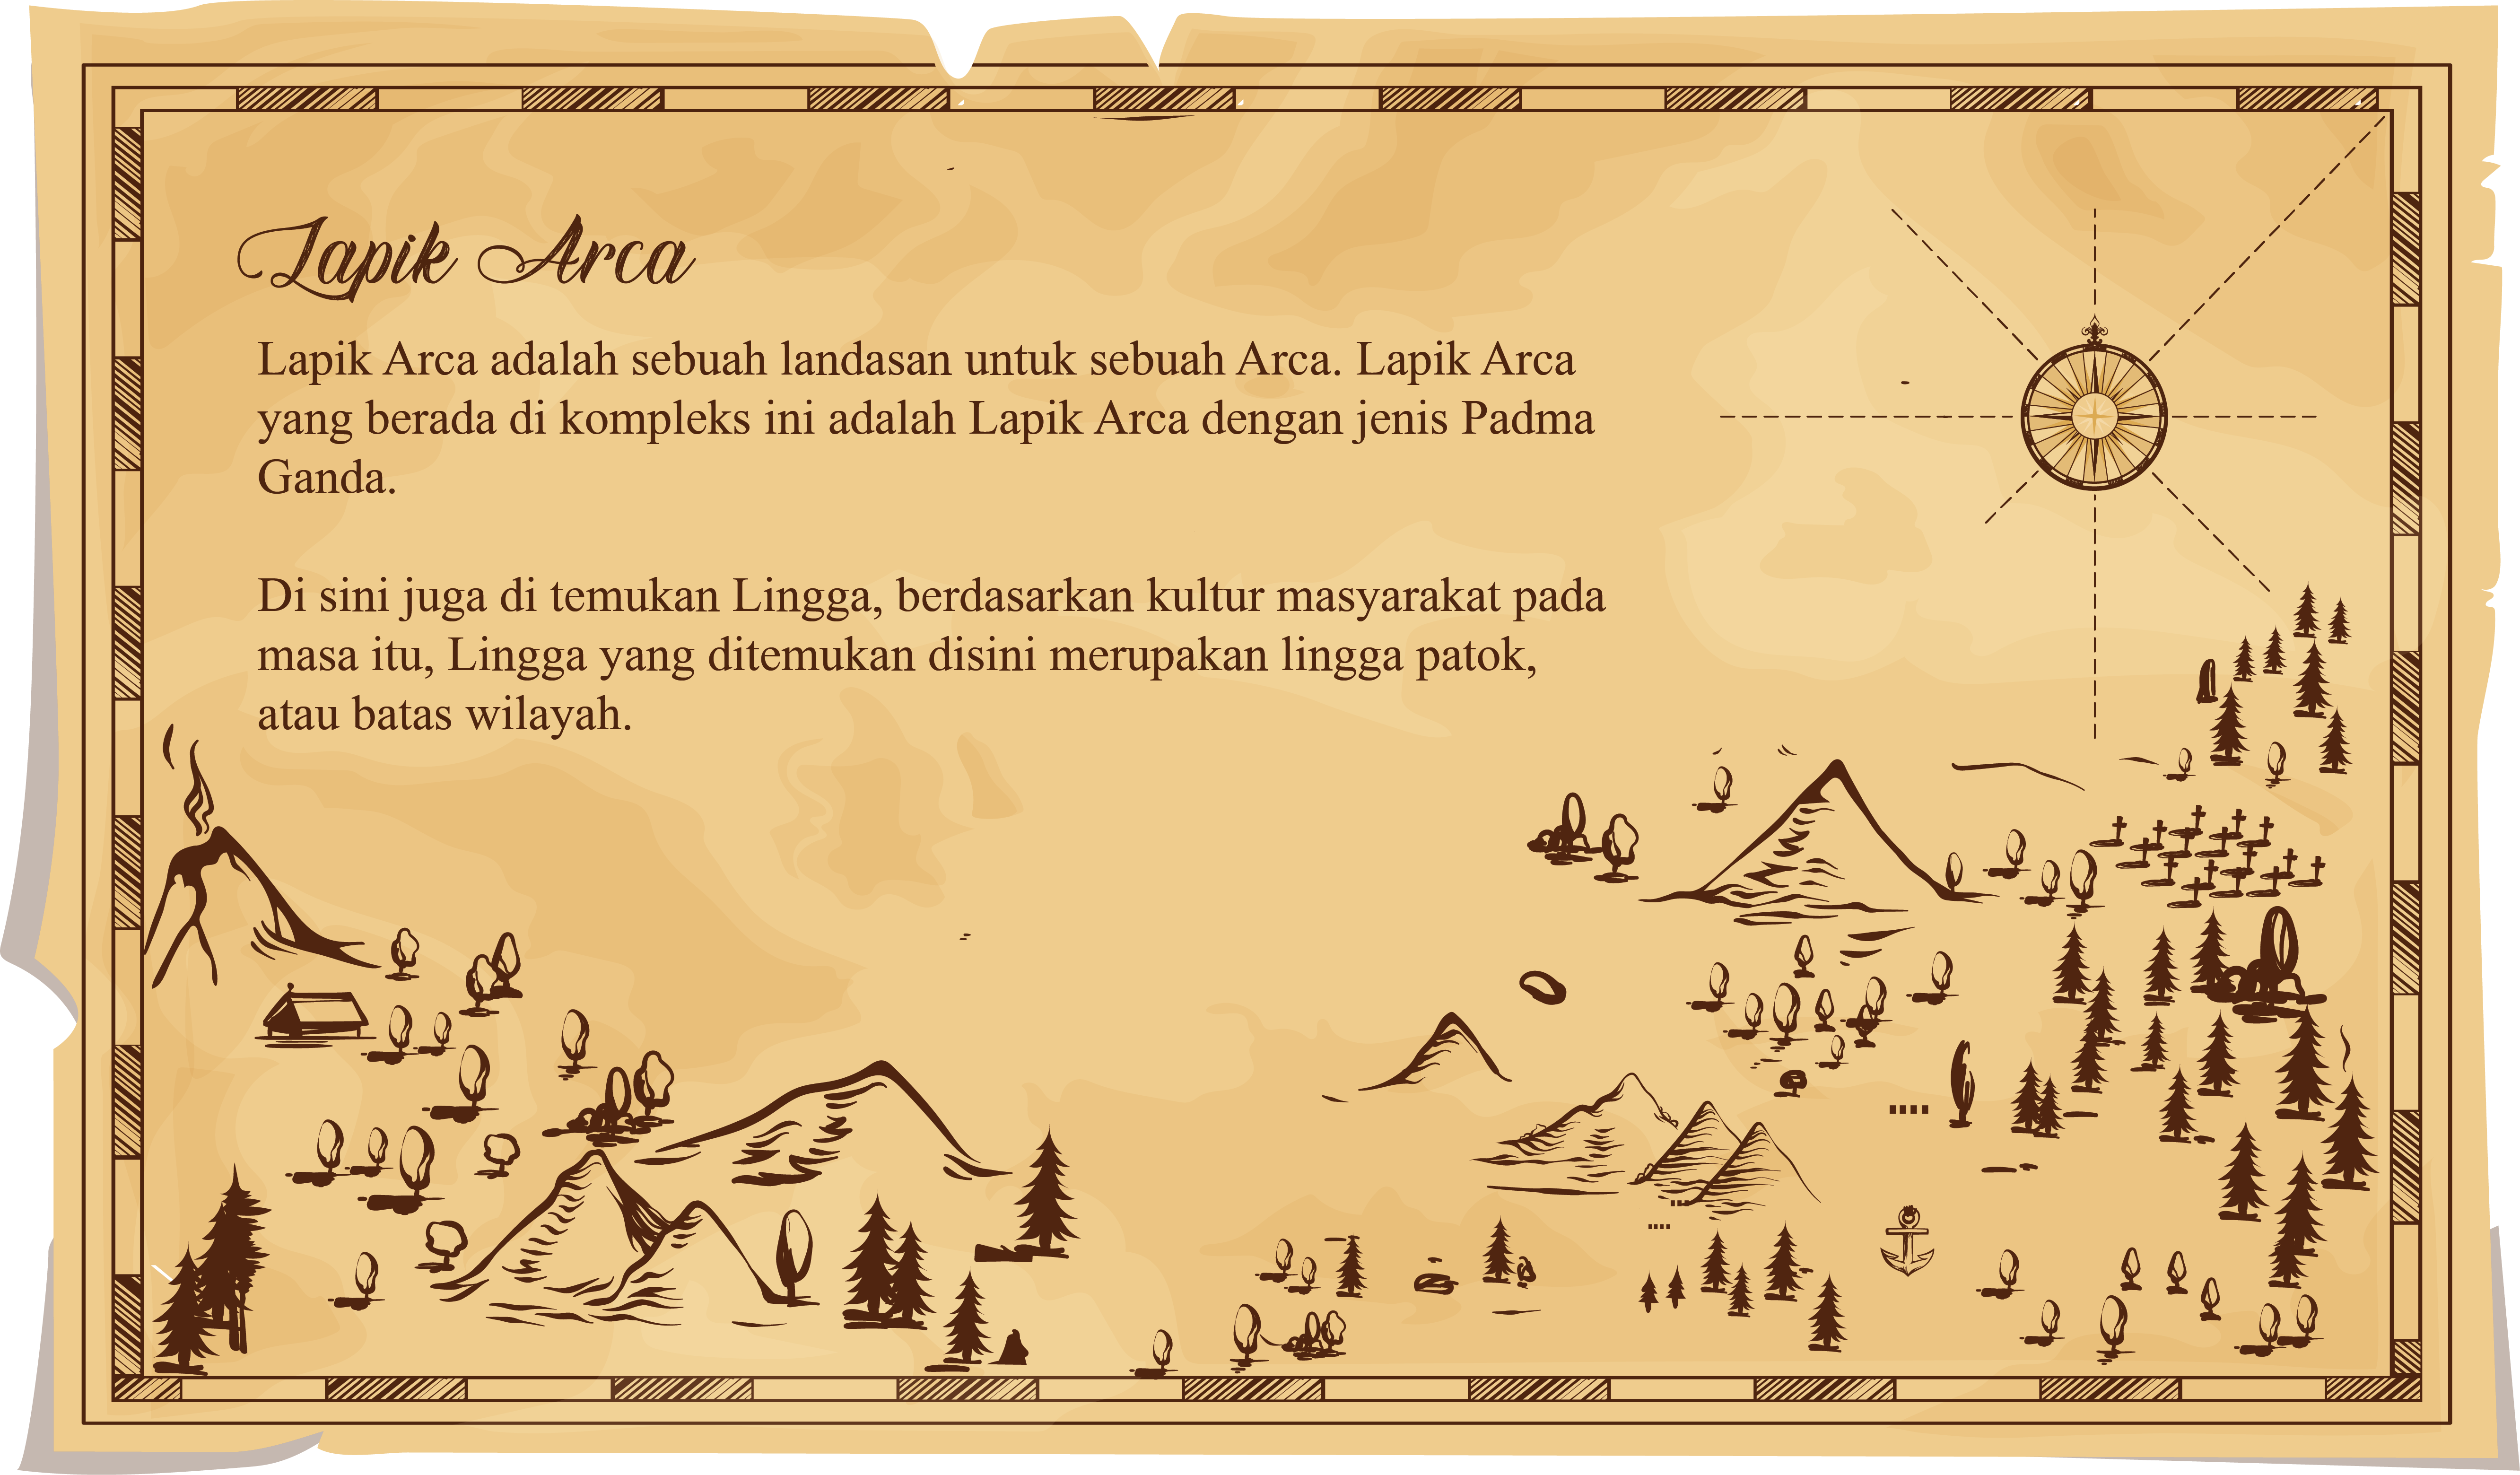 Lapik Arca
Lapik Arca adalah sebuah landasan untuk sebuah Arca. Lapik Arca
yang berada di kompleks ini adalah Lapik Arca dengan jenis Padma
Ganda.
Di sini juga di temukan Lingga, berdasarkan kultur masyarakat pada
masa itu, Lingga yang ditemukan disini merupakan lingga patok,
atau batas wilayah.